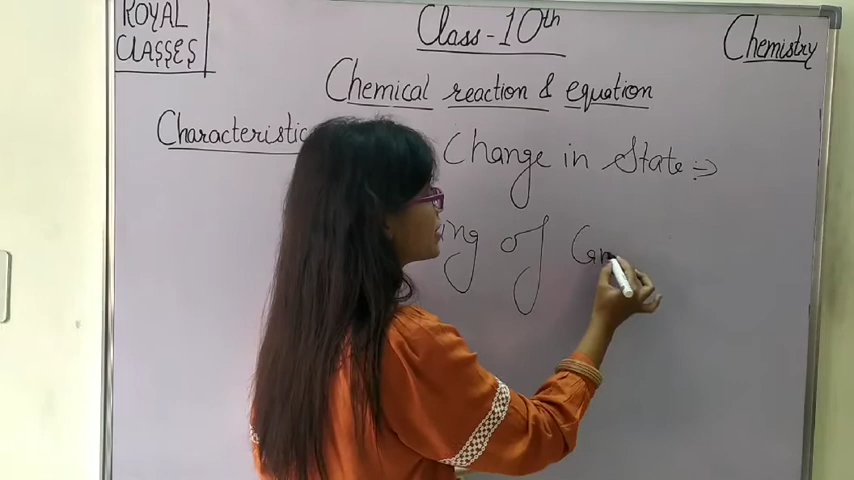 ROYAL
CLASSES
Class-10th
Chemistry
Chemical reaction & equation
Characteristic
Change in State :->
of